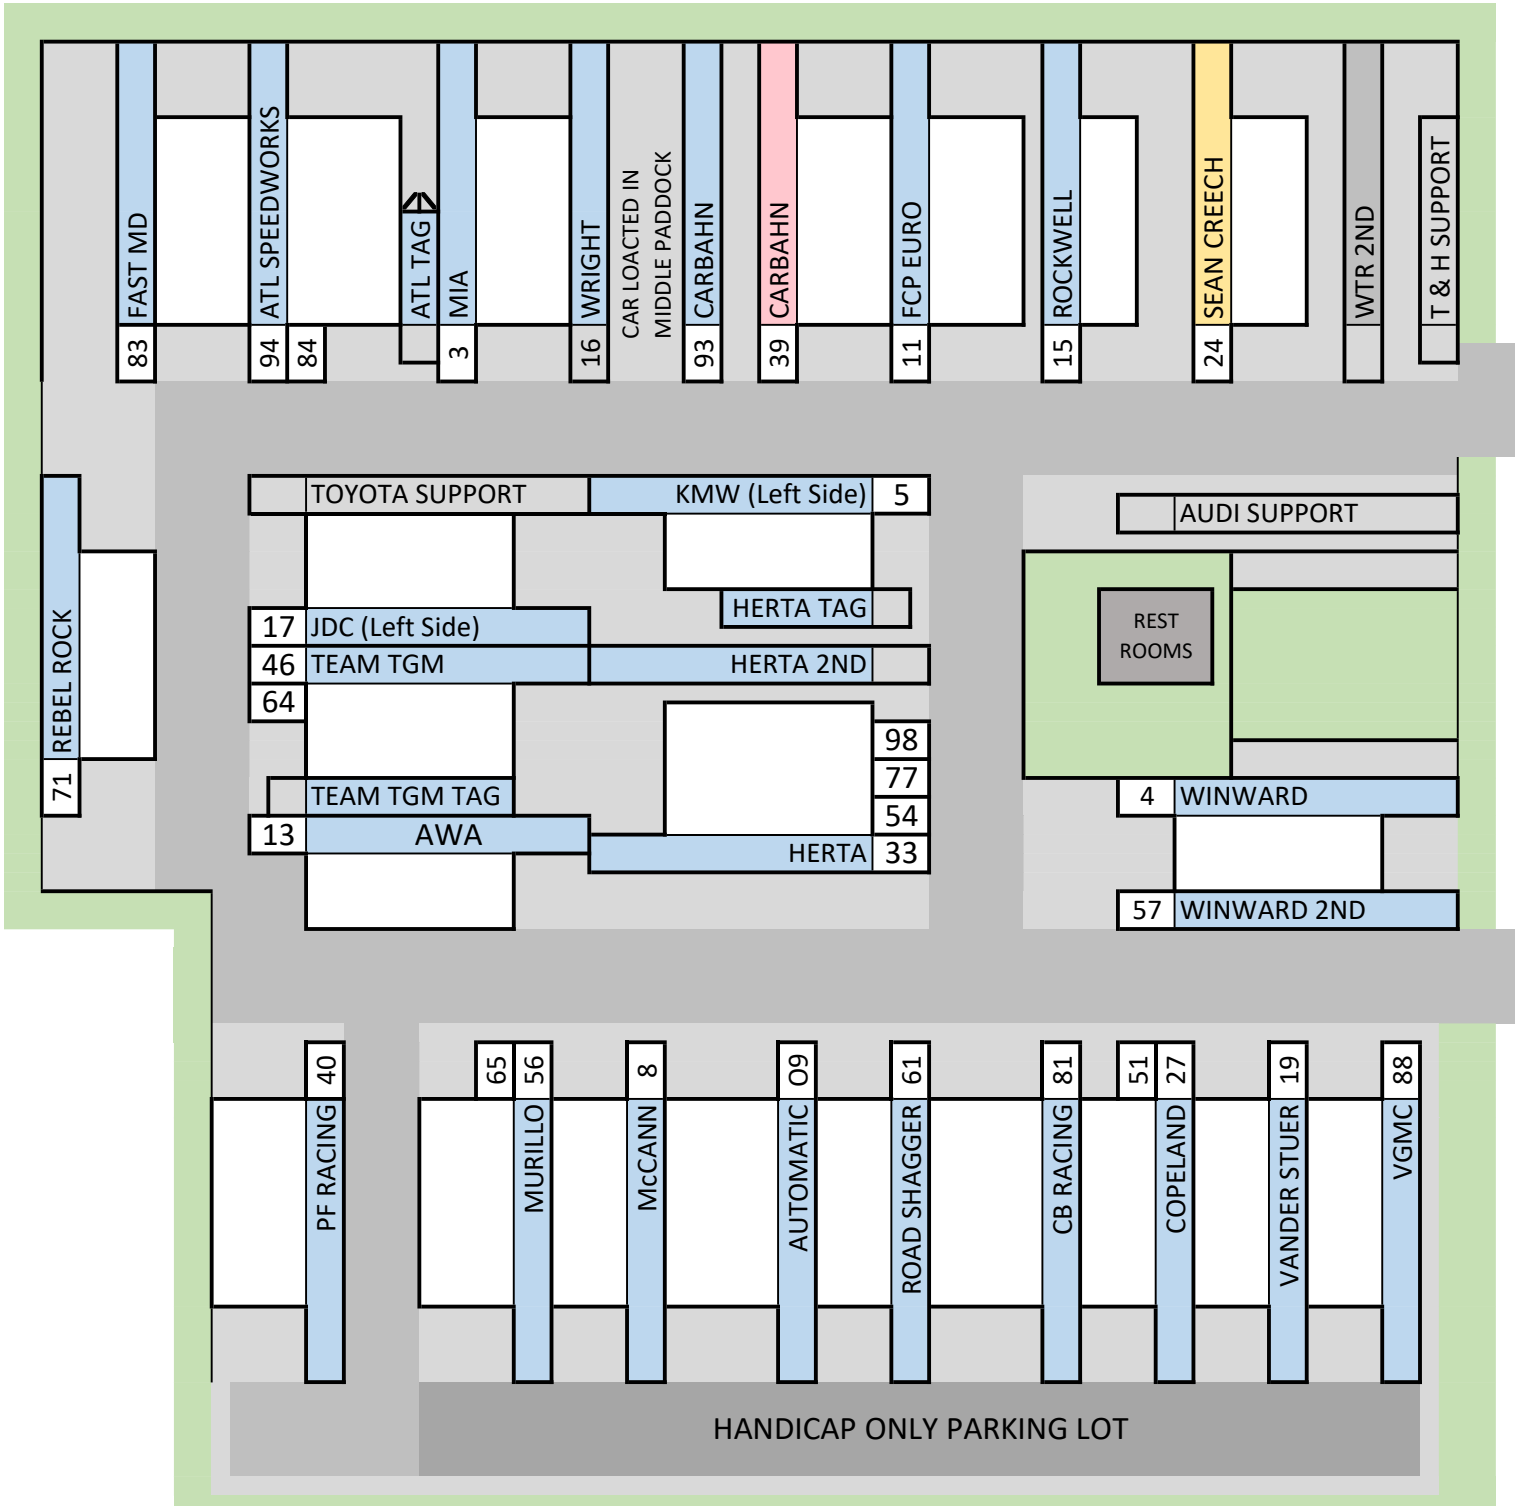 FAST MD
83
ATL SPEEDWORKS
94
84
ATL TAG
MIA
3
WRIGHT
16
CAR LOACTED IN
MIDDLE PADDOCK
CARBAHN
93
CARBAHN
39
FCP EURO
11
ROCKWELL
15
SEAN CREECH
24
WTR 2ND
T & H SUPPORT
REBEL ROCK
71
TOYOTA SUPPORT
KMW (Left Side)
5
HERTA TAG
17
JDC (Left Side)
46
TEAM TGM
HERTA 2ND
64
98
77
54
TEAM TGM TAG
13
AWA
HERTA
33
AUDI SUPPORT
REST
ROOMS
4
WINWARD
57
WINWARD 2ND
40
PF RACING
65
56
MURILLO
8
McCANN
O9
AUTOMATIC
61
ROAD SHAGGER
81
CB RACING
51
27
COPELAND
19
VANDER STUER
88
VGMC
HANDICAP ONLY PARKING LOT